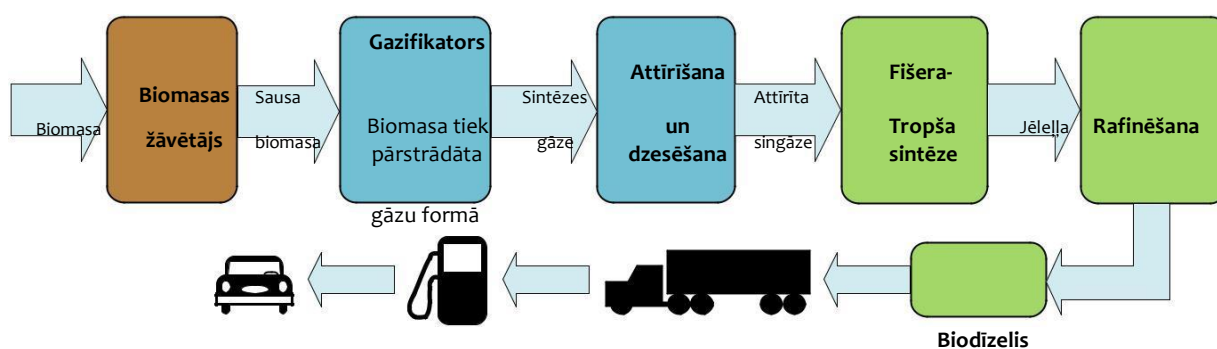 Biomasa
Biomasas
žāvētājs
Sausa
biomasa
Gazifikators
Biomasa tiek
pārstrādāta
gāzu formā
Sintēzes
gāze
Attīrīšana
un
dzesēšana
Attīrīta
singāze
Fišera-
Tropša
sintēze
Jēleļļa
Rafinēšana
Biodīzelis